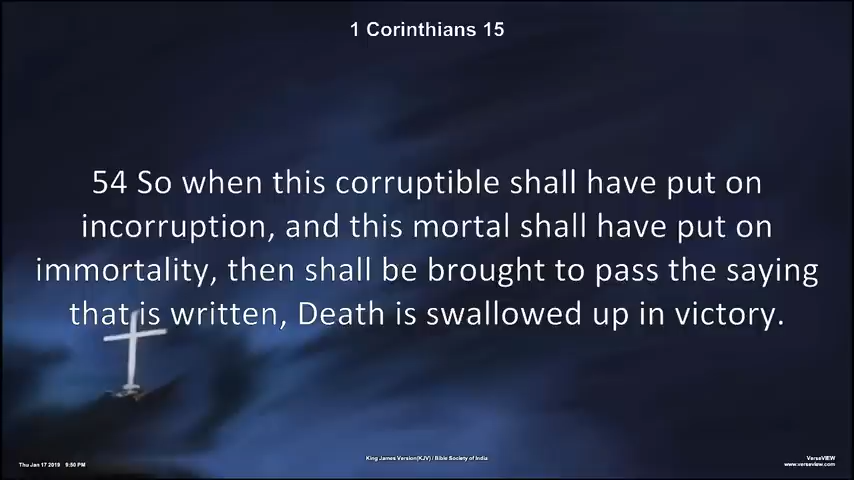 1 Corinthians 15
54 So when this corruptible shall have put on
incorruption, and this mortal shall have put on
immortality, then shall be brought to pass the saying
that is written, Death is swallowed up in victory.
King James Version(KJV) / Bible Society of India
Thu Jan 17 2019 9:50 PM
VerseVIEW
www.verseview.com